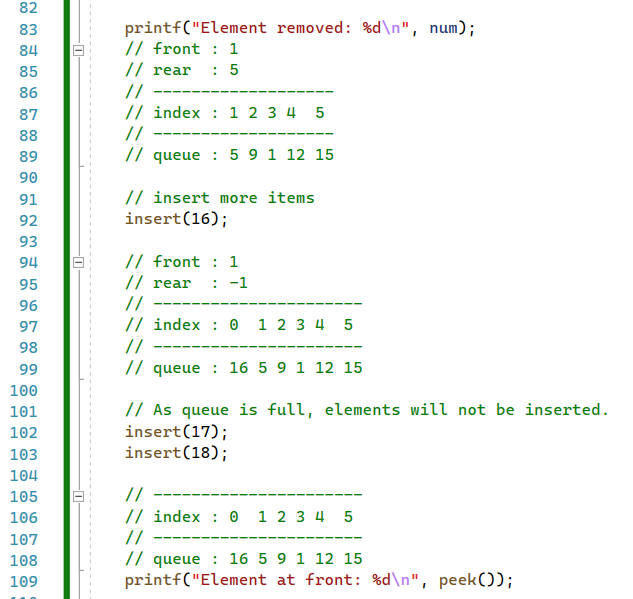 82
83 printf("Element removed: %d\n", num);
84 // front : 1
85 // rear  : 5
86 // -------------------
87 // index : 1 2 3 4  5
88 // -------------------
89 // queue : 5 9 1 12 15
90
91 // insert more items
92 insert(16);
93
94 // front : 1
95 // rear  : -1
96 // ----------------------
97 // index : 0  1 2 3 4  5
98 // ----------------------
99 // queue : 16 5 9 1 12 15
100
101 // As queue is full, elements will not be inserted.
102 insert(17);
103 insert(18);
104
105 // ----------------------
106 // index : 0  1 2 3 4  5
107 // ----------------------
108 // queue : 16 5 9 1 12 15
109 printf("Element at front: %d\n", peek());